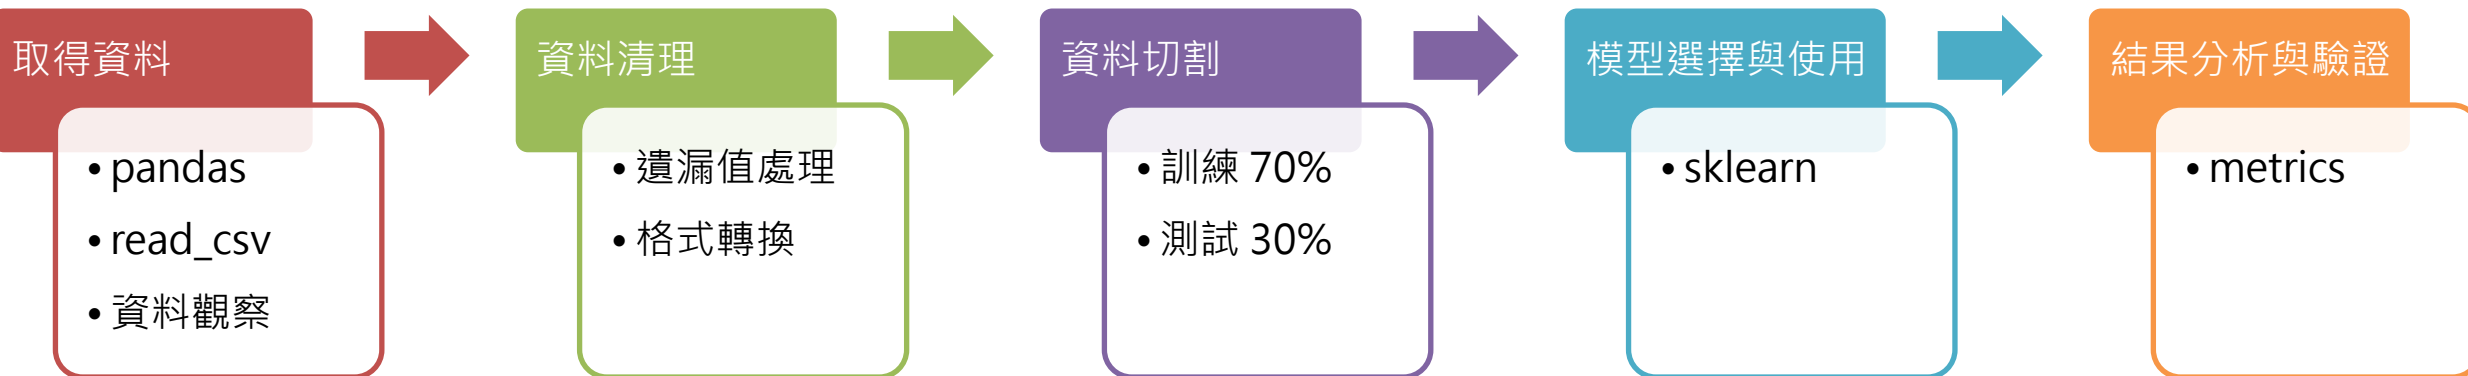 取得資料
• pandas
• read_csv
• 資料觀察
資料清理
• 遺漏值處理
• 格式轉換
資料切割
• 訓練 70%
• 測試 30%
模型選擇與使用
• sklearn
結果分析與驗證
• metrics